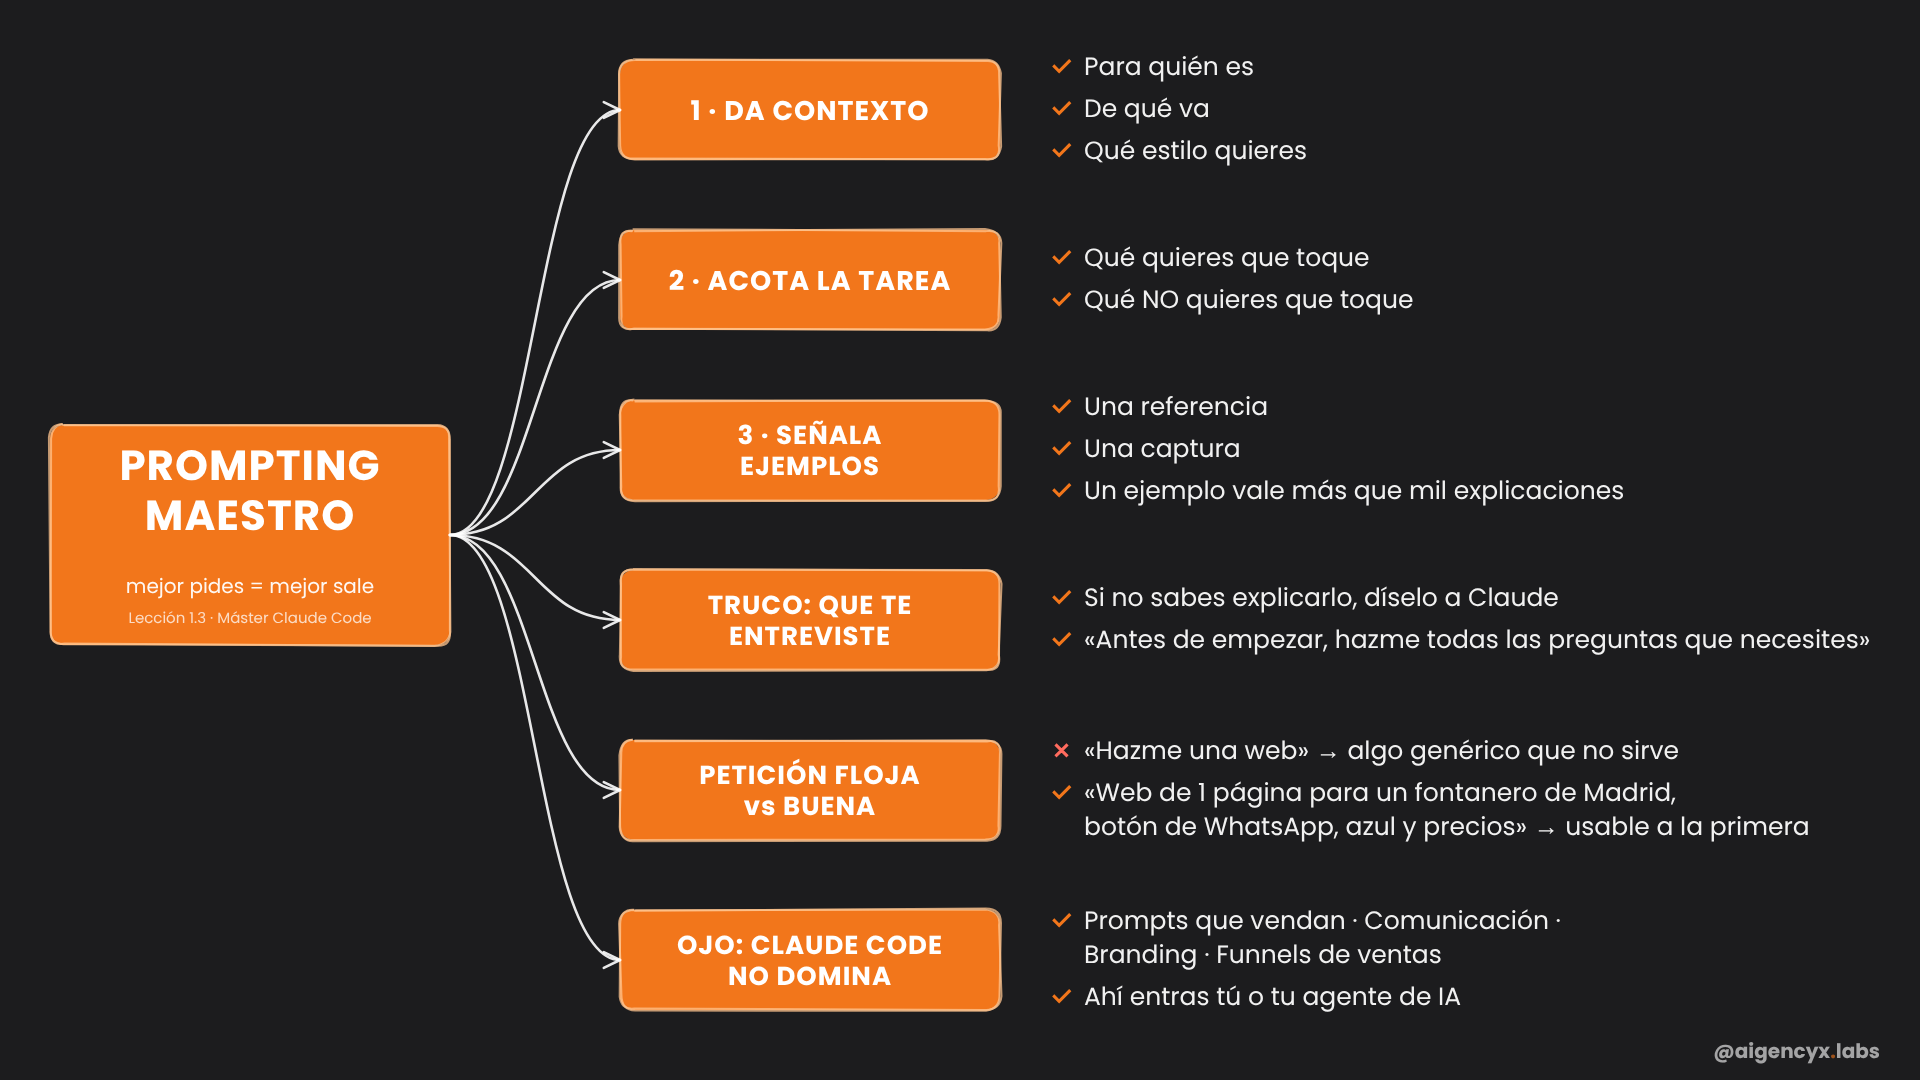 PROMPTING
MAESTRO
mejor pides = mejor sale
Lección 1.3 · Máster Claude Code
1 · DA CONTEXTO
Para quién es
De qué va
Qué estilo quieres
2 · ACOTA LA TAREA
Qué quieres que toque
Qué NO quieres que toque
3 · SEÑALA
EJEMPLOS
Una referencia
Una captura
Un ejemplo vale más que mil explicaciones
TRUCO: QUE TE
ENTREVISTE
Si no sabes explicarlo, díselo a Claude
«Antes de empezar, hazme todas las preguntas que necesites»
PETICIÓN FLOJA
vs BUENA
«Hazme una web» → algo genérico que no sirve
«Web de 1 página para un fontanero de Madrid,
botón de WhatsApp, azul y precios» → usable a la primera
OJO: CLAUDE CODE
NO DOMINA
Prompts que vendan · Comunicación ·
Branding · Funnels de ventas
Ahí entras tú o tu agente de IA
@aigencyx.labs